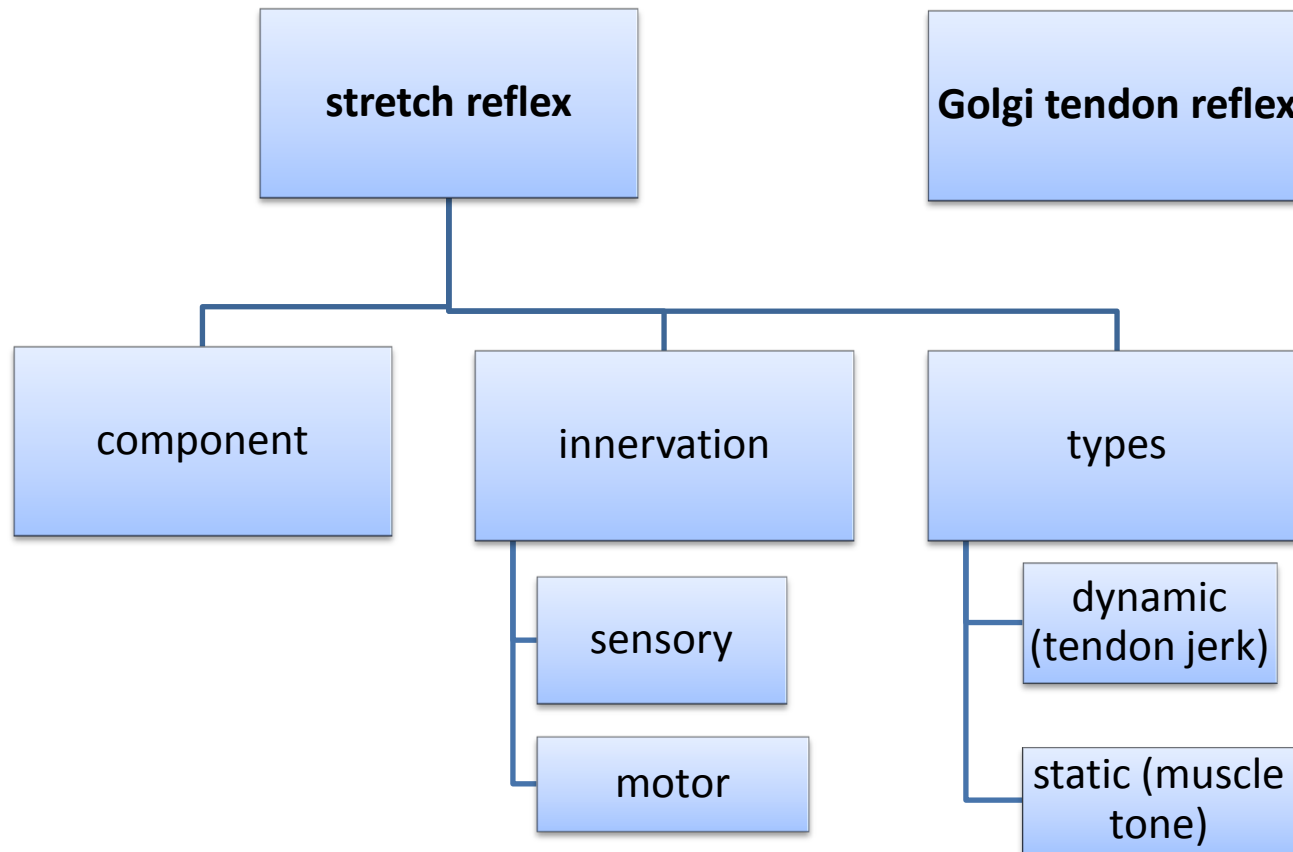 stretch reflex
Golgi tendon reflex
component
innervation
types
sensory
motor
dynamic
(tendon jerk)
static (muscle
tone)